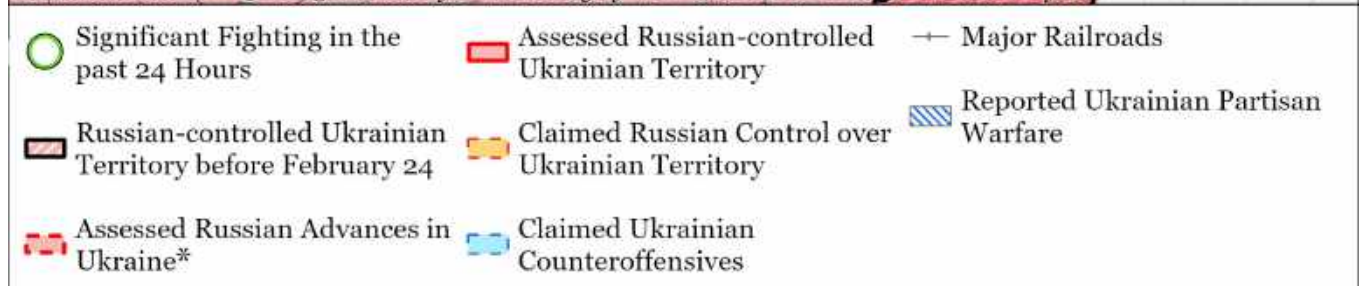 Significant Fighting in the
past 24 Hours
Russian-controlled Ukrainian
Territory before February 24
Assessed Russian Advances in
Ukraine*
Assessed Russian-controlled
Ukrainian Territory
Claimed Russian Control over
Ukrainian Territory
Claimed Ukrainian
Counteroffensives
Major Railroads
Reported Ukrainian Partisan
Warfare